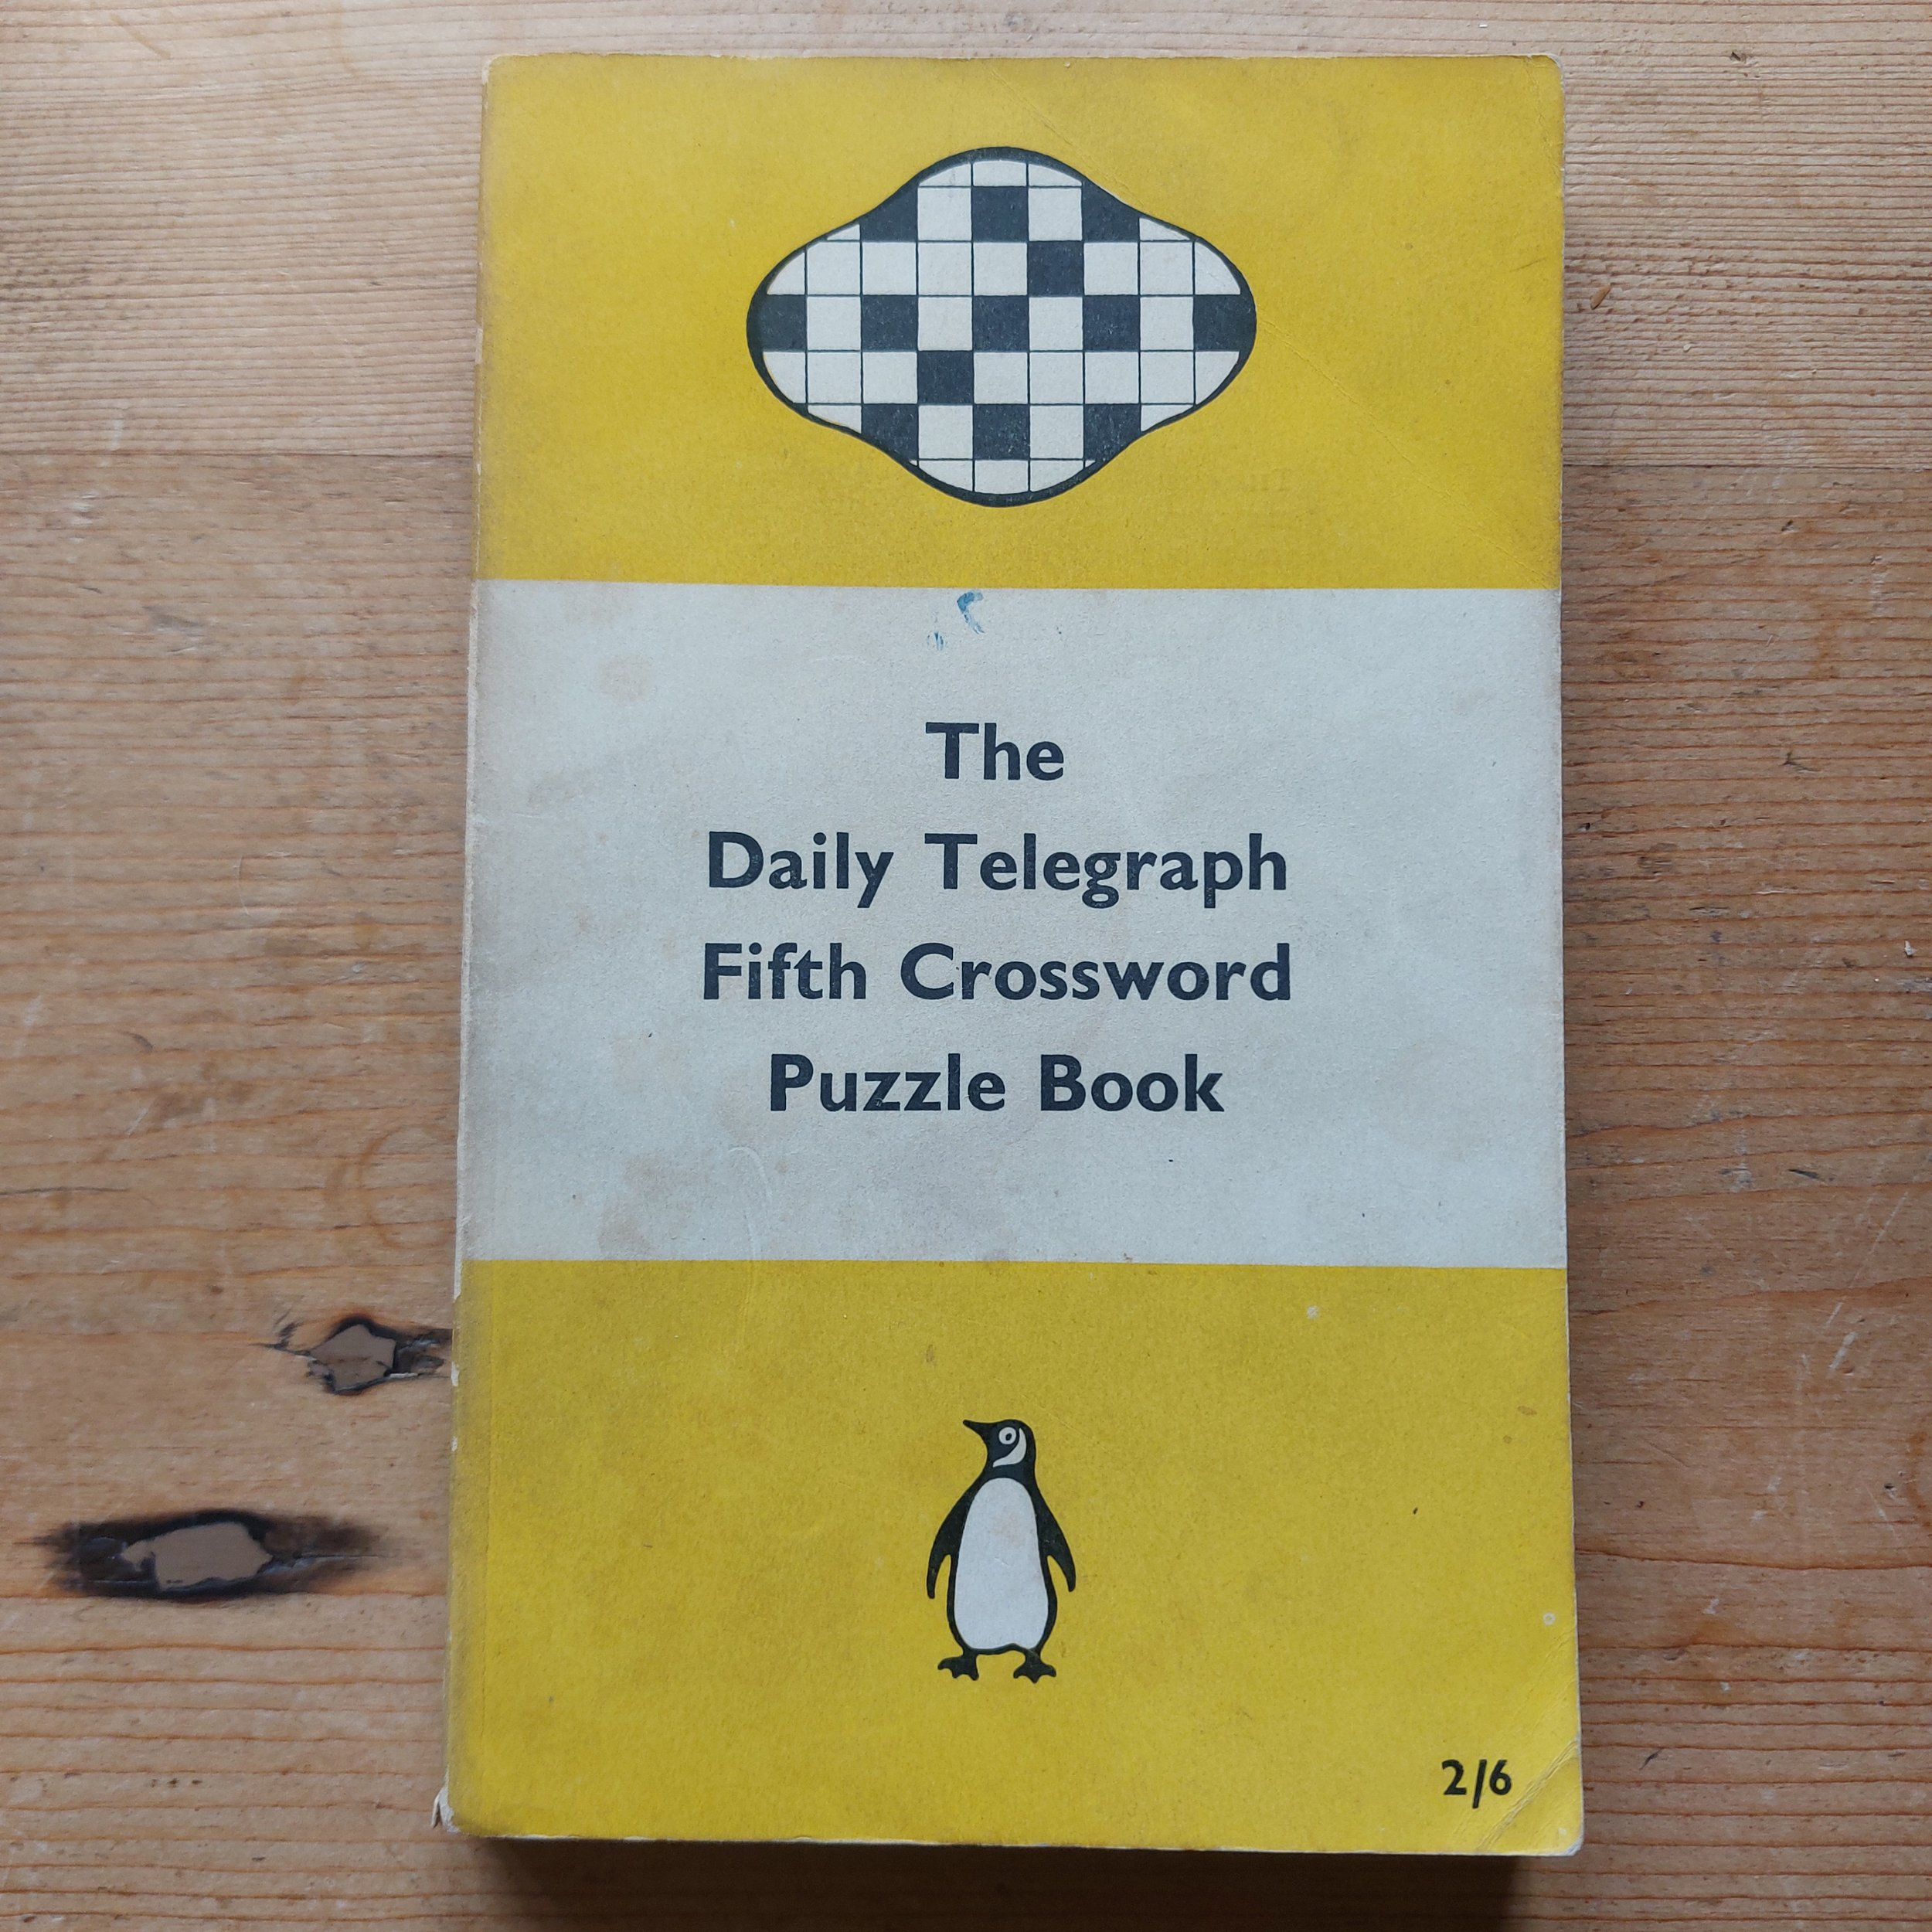 The
Daily Telegraph
Fifth Crossword
Puzzle Book
2/6